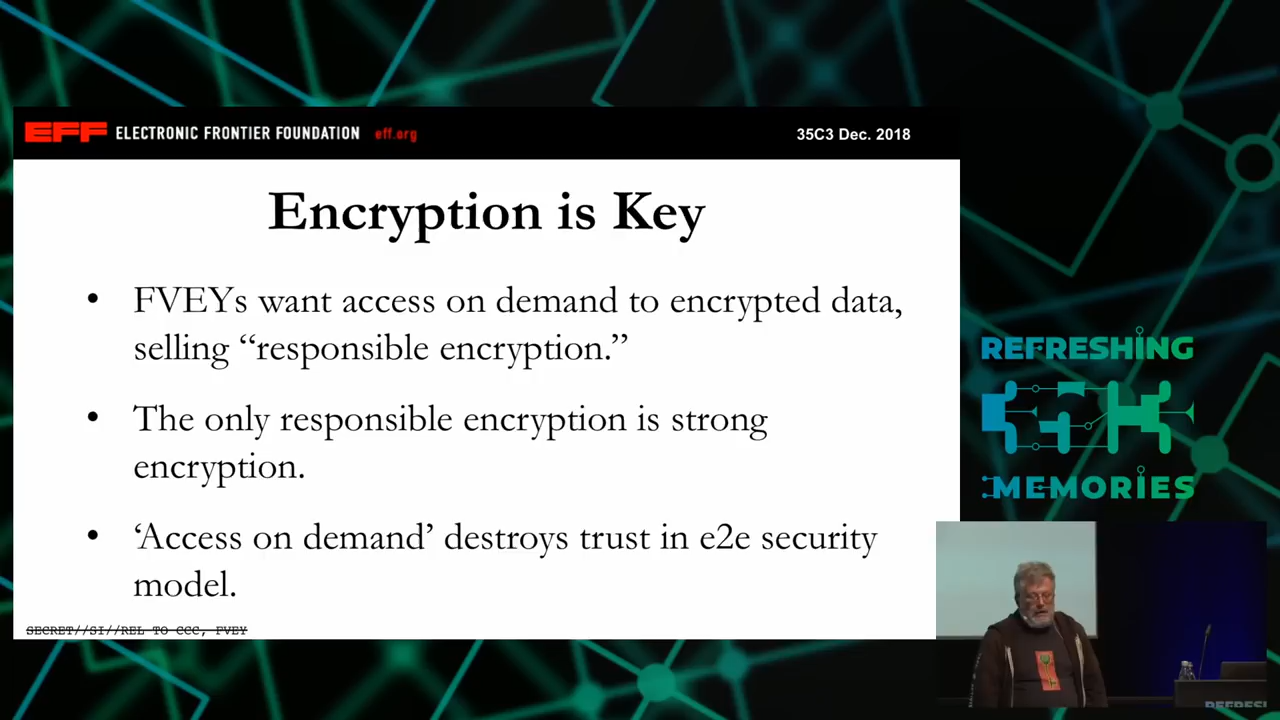 EFF ELECTRONIC FRONTIER FOUNDATION eff.org
35C3 Dec. 2018
Encryption is Key
• FVEYs want access on demand to encrypted data,
selling “responsible encryption.”
• The only responsible encryption is strong
encryption.
• ‘Access on demand’ destroys trust in e2e security
model.
SECRET//SI//REL TO CCC, FVEY
REFRESHING
35C3
MEMORIES
REFRESI